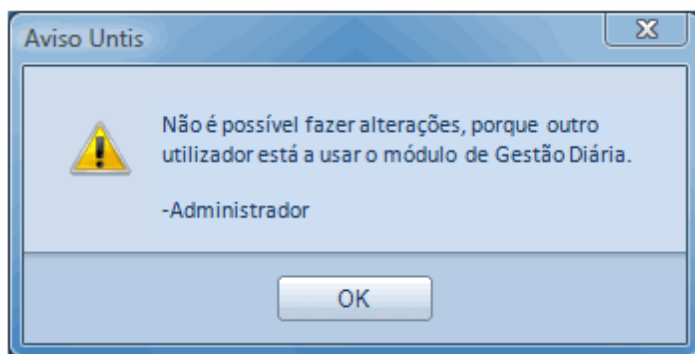 Aviso Untis
Não é possível fazer alterações, porque outro
utilizador está a usar o módulo de Gestão Diária.
-Administrador
OK